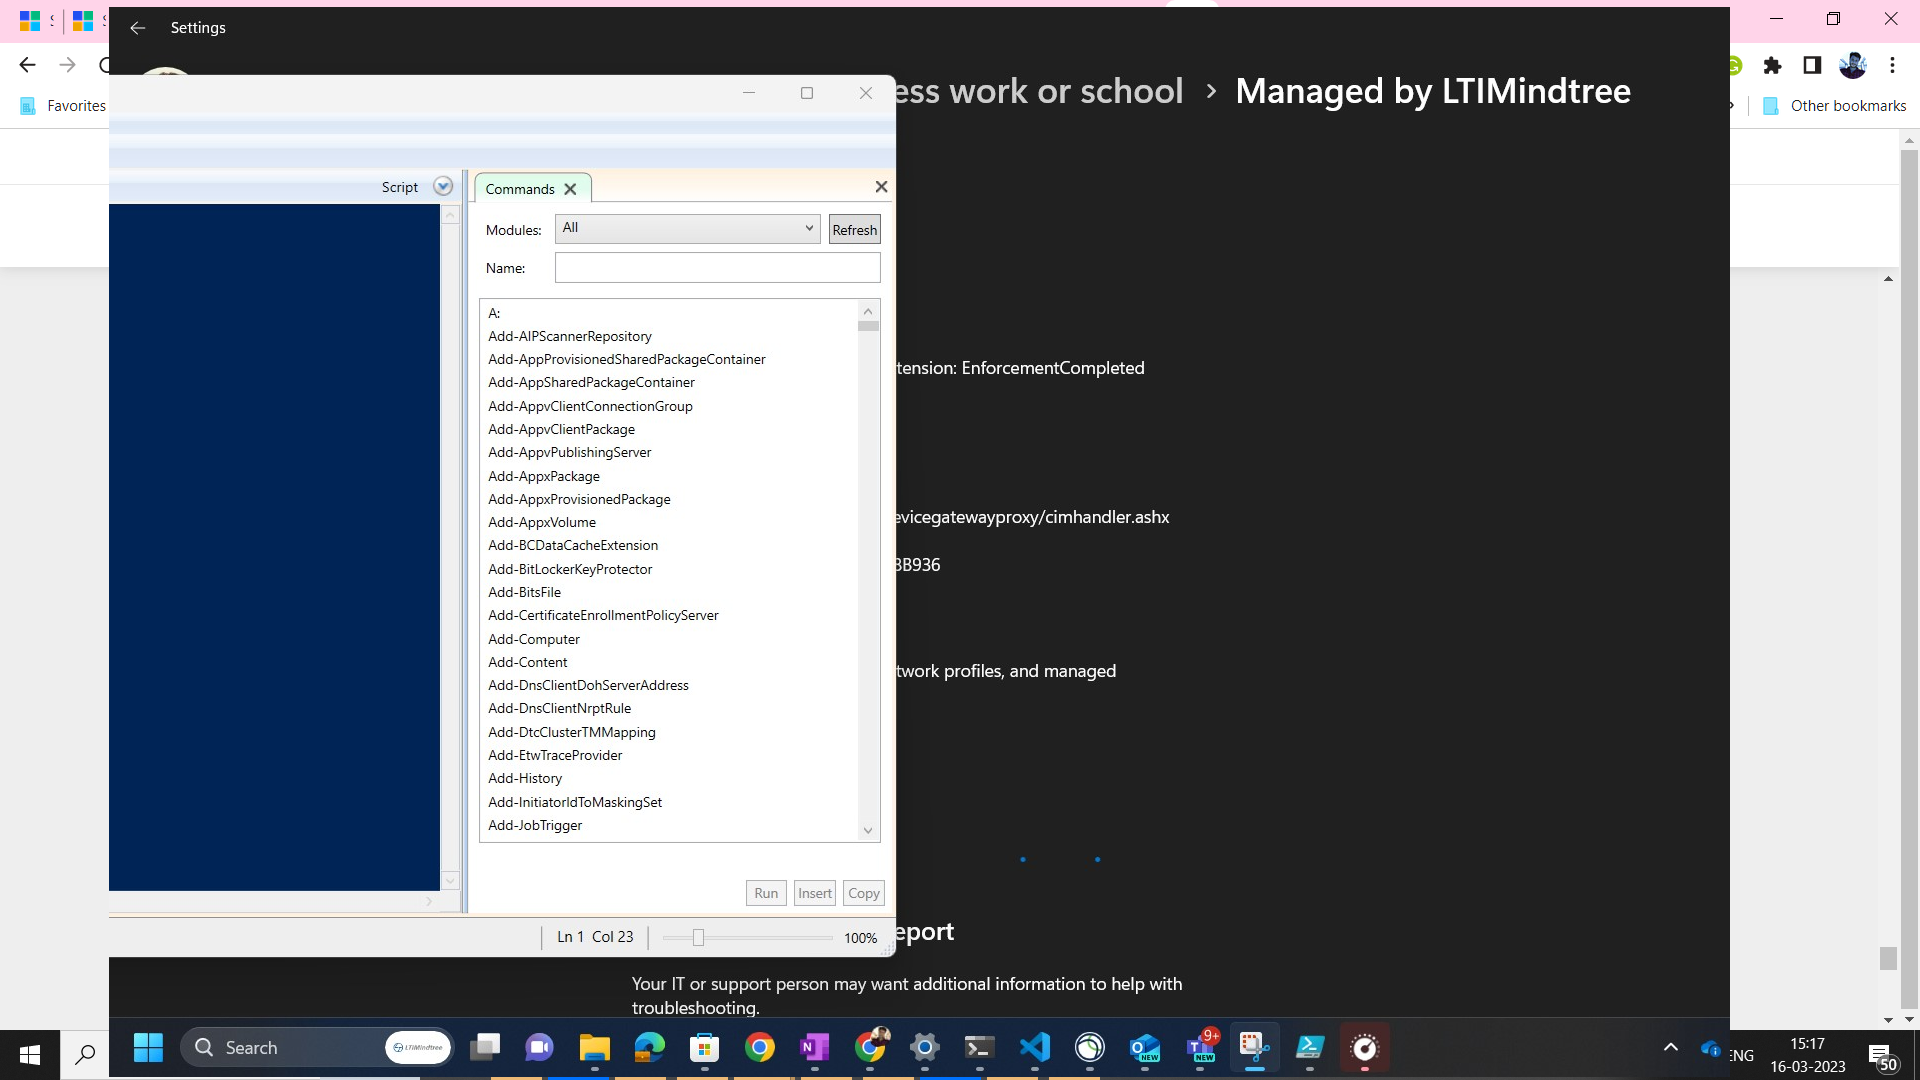 Settings
ess work or school > Managed by LTIMindtree
Favorites
Other bookmarks
Script
Commands
Modules:
All
Refresh
Name:
A:
Add-AIPScannerRepository
Add-AppProvisionedSharedPackageContainer
Add-AppSharedPackageContainer
Add-AppvClientConnectionGroup
Add-AppvClientPackage
Add-AppvPublishingServer
Add-AppxPackage
Add-AppxProvisionedPackage
Add-AppxVolume
Add-BCDataCacheExtension
Add-BitLockerKeyProtector
Add-BitsFile
Add-CertificateEnrollmentPolicyServer
Add-Computer
Add-Content
Add-DnsClientDohServerAddress
Add-DnsClientNrptRule
Add-DtcClusterTMMapping
Add-EtwTraceProvider
Add-History
Add-InitiatorIdToMaskingSet
Add-JobTrigger
Run
Insert
Copy
Ln 1 Col 23
100%
tension: EnforcementCompleted
evicegatewayproxy/cimhandler.ashx
3B936
twork profiles, and managed
eport
Your IT or support person may want additional information to help with
troubleshooting.
Search
LTIMindtree
NEW
NEW
9+
ENG
15:17
16-03-2023
50